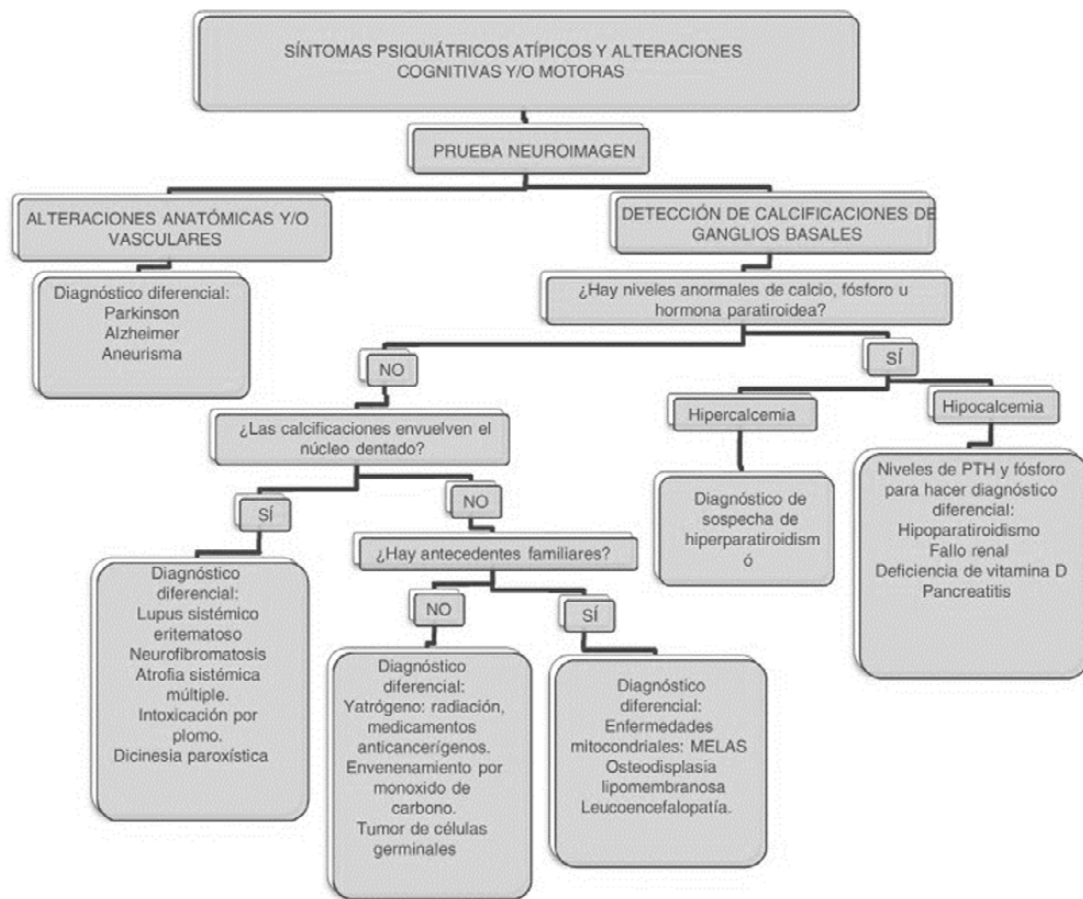 SÍNTOMAS PSIQUIÁTRICOS ATÍPICOS Y ALTERACIONES
COGNITIVAS Y/O MOTORAS
PRUEBA NEUROIMAGEN
ALTERACIONES ANATÓMICAS Y/O
VASCULARES
DETECCIÓN DE CALCIFICACIONES DE
GANGLIOS BASALES
Diagnóstico diferencial:
Parkinson
Alzheimer
Aneurisma
¿Hay niveles anormales de calcio, fósforo u
hormona paratiroidea?
NO
SÍ
¿Las calcificaciones envuelven el
núcleo dentado?
Hipercalcemia
Hipocalcemia
SÍ
NO
Diagnóstico de
sospecha de
hiperparatiroidism
ó
Niveles de PTH y fósforo
para hacer diagnóstico
diferencial:
Hipoparatiroidismo
Fallo renal
Deficiencia de vitamina D
Pancreatitis
¿Hay antecedentes familiares?
Diagnóstico
diferencial:
Lupus sistémico
eritematoso
Neurofibromatosis
Atrofia sistémica
múltiple.
Intoxicación por
plomo.
Dicinesia paroxística
NO
SÍ
Diagnóstico
diferencial:
Yatrógeno: radiación,
medicamentos
anticancerígenos.
Envenenamiento por
monoxido de
carbono.
Tumor de células
germinales
Diagnóstico
diferencial:
Enfermedades
mitocondriales: MELAS
Osteodisplasia
lipomembranosa
Leucoencefalopatía.